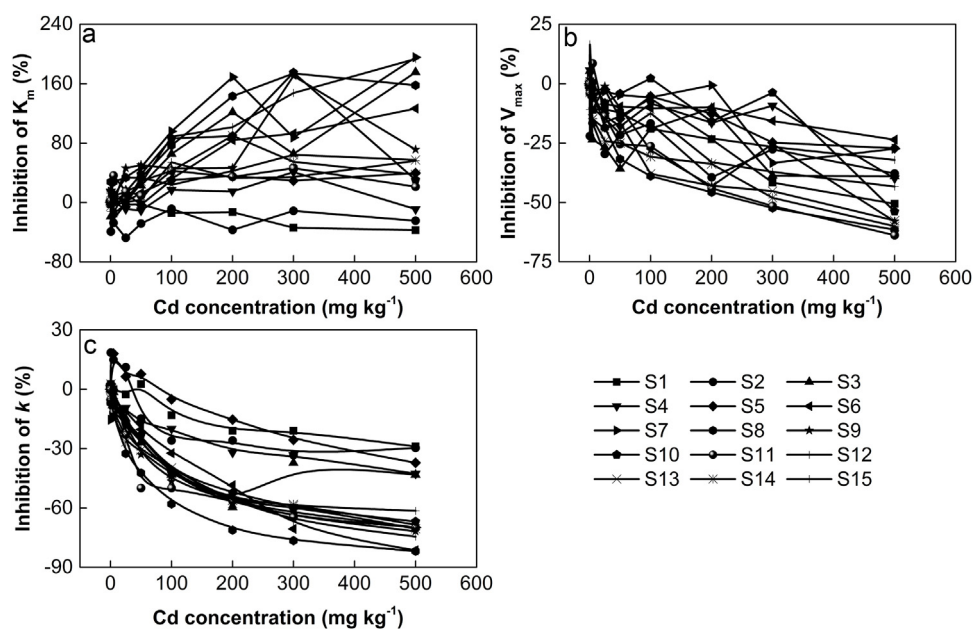 a
240
160
80
0
-80
Inhibition of Km (%)
0 100 200 300 400 500 600
Cd concentration (mg kg-1)
b
0
-25
-50
-75
Inhibition of Vmax (%)
0 100 200 300 400 500 600
Cd concentration (mg kg-1)
c
30
0
-30
-60
-90
Inhibition of k (%)
0 100 200 300 400 500 600
Cd concentration (mg kg-1)
S1 S2 S3
S4 S5 S6
S7 S8 S9
S10 S11 S12
S13 S14 S15